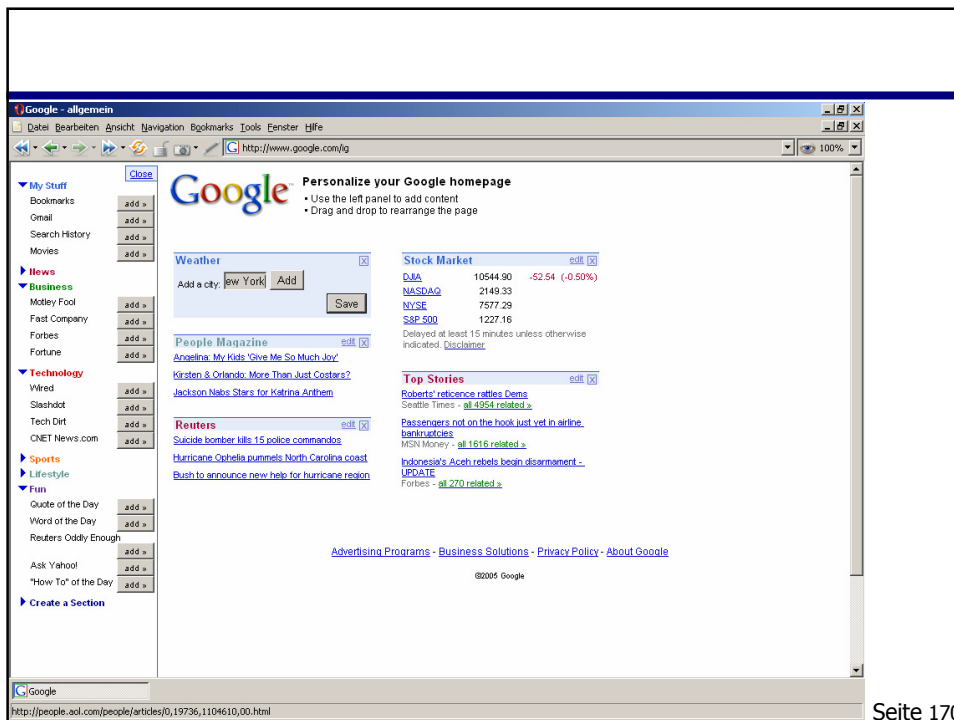 Google - allgemein
Datei Bearbeiten Ansicht Navigation Bookmarks Tools Fenster Hilfe
http://www.google.com/ig
100%
Close
My Stuff
Bookmarks add »
Gmail add »
Search History add »
Movies add »
News
Business
Motley Fool add »
Fast Company add »
Forbes add »
Fortune add »
Technology
Wired add »
Slashdot add »
Tech Dirt add »
CNET News.com add »
Sports
Lifestyle
Fun
Quote of the Day add »
Word of the Day add »
Reuters Oddly Enough
add »
Ask Yahoo! add »
"How To" of the Day add »
Create a Section
Google™
Personalize your Google homepage
• Use the left panel to add content
• Drag and drop to rearrange the page
Weather
Add a city: ew York Add
Save
People Magazine edit
Angelina: My Kids 'Give Me So Much Joy'
Kirsten & Orlando: More Than Just Costars?
Jackson Nabs Stars for Katrina Anthem
Reuters edit
Suicide bomber kills 15 police commandos
Hurricane Ophelia pummels North Carolina coast
Bush to announce new help for hurricane region
Stock Market edit
DJIA 10544.90 -52.54 (-0.50%)
NASDAQ 2149.33
NYSE 7577.29
S&P 500 1227.16
Delayed at least 15 minutes unless otherwise
indicated. Disclaimer
Top Stories edit
Roberts' reticence rattles Dems
Seattle Times - all 4954 related »
Passengers not on the hook just yet in airline
bankruptcies
MSN Money - all 1616 related »
Indonesia's Aceh rebels begin disarmament -
UPDATE
Forbes - all 270 related »
Advertising Programs - Business Solutions - Privacy Policy - About Google
©2005 Google
Google
http://people.aol.com/people/articles/0,19736,1104610,00.html
Seite 170